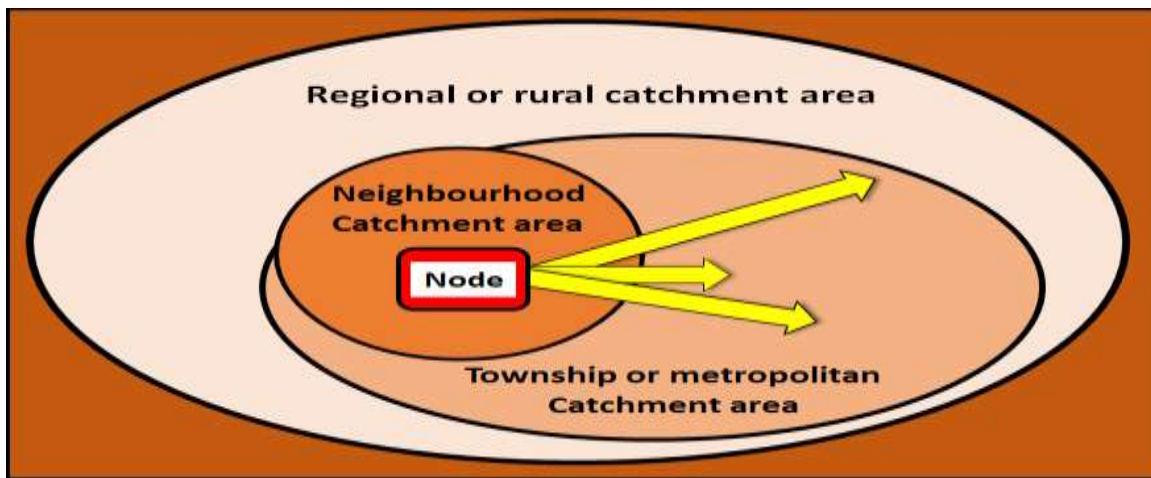 Regional or rural catchment area
Neighbourhood
Catchment area
Node
Township or metropolitan
Catchment area